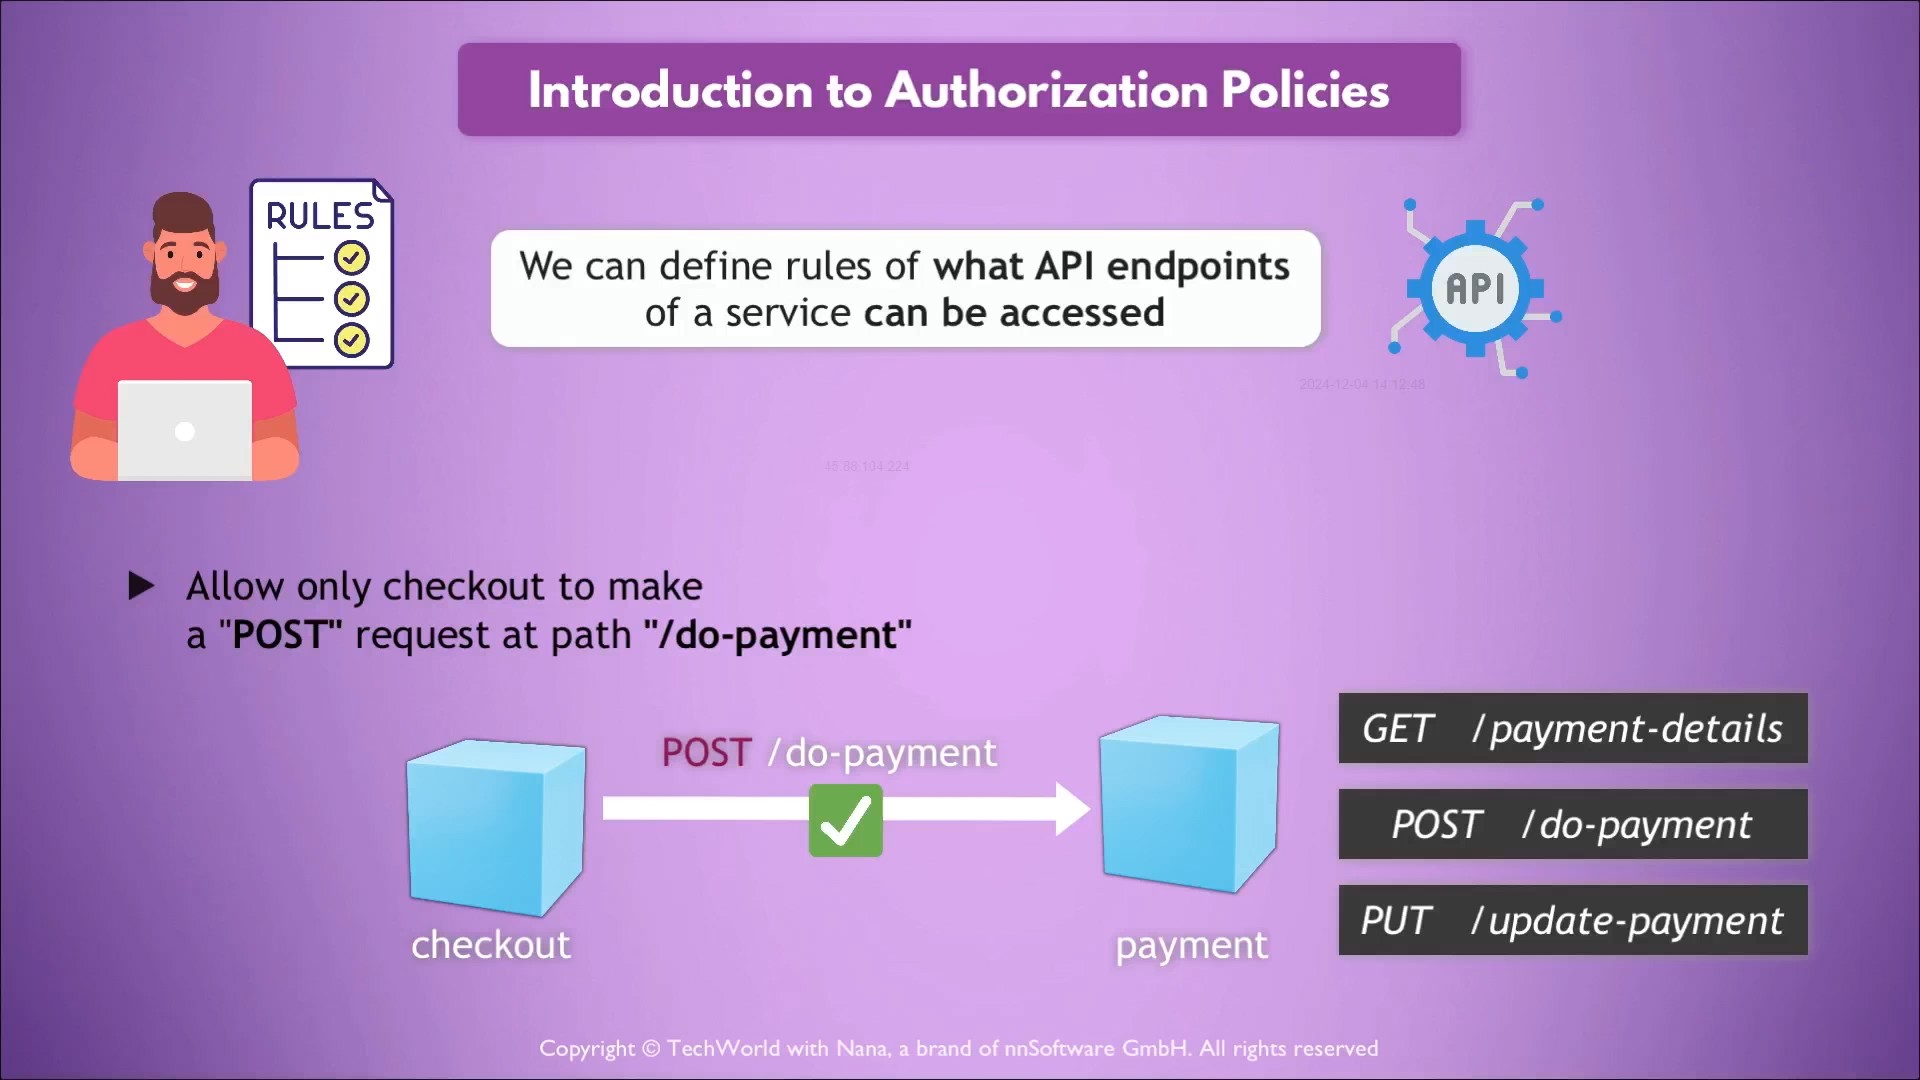 Introduction to Authorization Policies
RULES
We can define rules of what API endpoints
of a service can be accessed
API
2024-12-04 14:12:48
45.88.104.224
Allow only checkout to make
a "POST" request at path "/do-payment"
POST /do-payment
GET /payment-details
POST /do-payment
PUT /update-payment
checkout
payment
Copyright © TechWorld with Nana, a brand of nnSoftware GmbH. All rights reserved